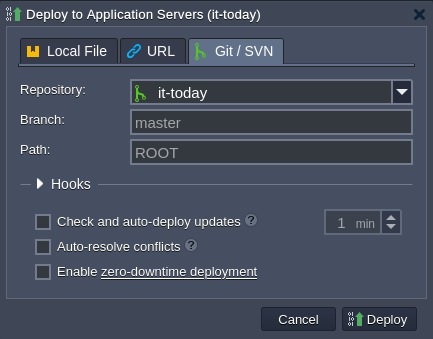 Deploy to Application Servers (it-today)
Local File URL Git / SVN
Repository: it-today
Branch: master
Path: ROOT
Hooks
Check and auto-deploy updates ? 1 min
Auto-resolve conflicts ?
Enable zero-downtime deployment
Cancel Deploy